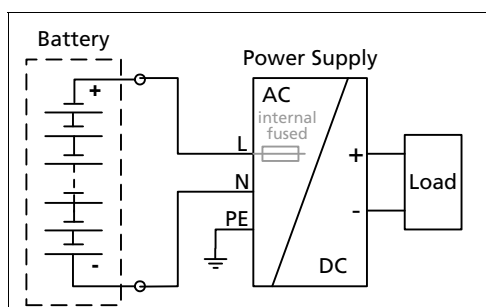 Battery
Power Supply
+
AC
internal
fused
L
N
PE
+
-
Load
-
DC